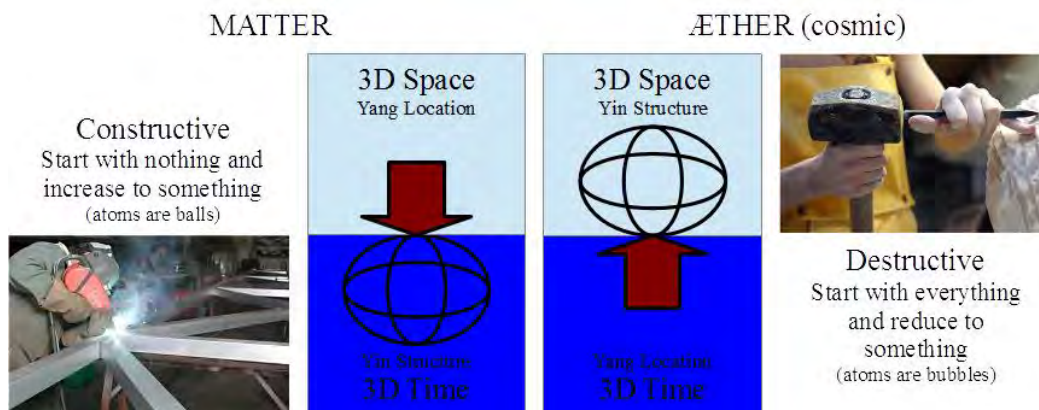 MATTER
ÆTHER (cosmic)
Constructive
Start with nothing and
increase to something
(atoms are balls)
3D Space
Yang Location
Yin Structure
3D Time
3D Space
Yin Structure
Yang Location
3D Time
Destructive
Start with everything
and reduce to
something
(atoms are bubbles)